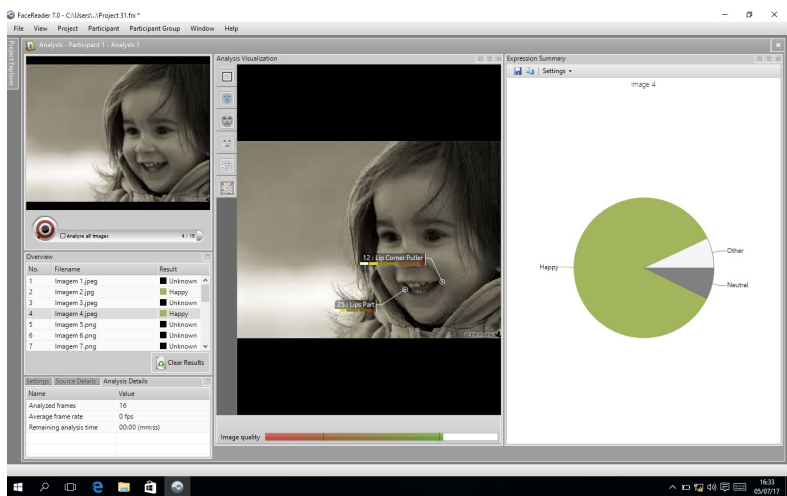 FaceReader 7.0 - C:\Users\...\Project 31.frx *
File View Project Participant Participant Group Window Help
Project Explorer
Analysis - Participant 1 - Analysis 1
Analyze all images
4 / 16
Overview
No. Filename Result
1 Imagem 1.jpeg Unknown
2 Imagem 2.jpg Happy
3 Imagem 3.jpeg Unknown
4 Imagem 4.jpeg Happy
5 Imagem 5.png Unknown
6 Imagem 6.png Unknown
7 Imagem 7.png Unknown
Clear Results
Settings Source Details Analysis Details
Name Value
Analyzed frames 16
Average frame rate 0 fps
Remaining analysis time 00:00 (mm:ss)
Analysis Visualization
12 : Lip Corner Puller
25 : Lips Part
Image quality
Expression Summary
Settings
Image 4
Happy
Other
Neutral
16:33
05/07/17